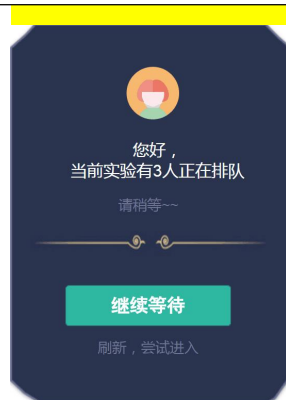 您好，
当前实验有3人正在排队
请稍等~~
继续等待
刷新，尝试进入